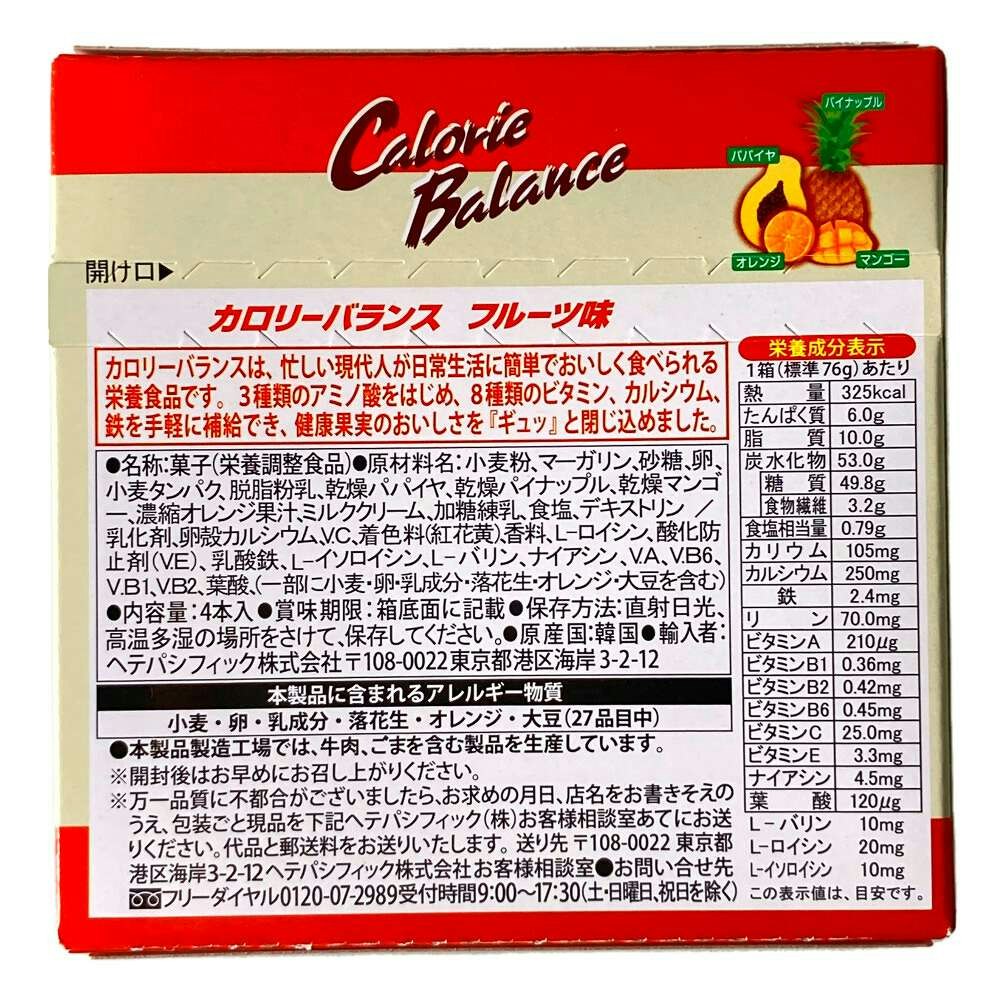 Calorie
Balance
パイナップル
パパイヤ
オレンジ
マンゴー
開け口▶
カロリーバランス フルーツ味
カロリーバランスは、忙しい現代人が日常生活に簡単でおいしく食べられる
栄養食品です。3種類のアミノ酸をはじめ、8種類のビタミン、カルシウム、
鉄を手軽に補給でき、健康果実のおいしさを『ギュッ』と閉じ込めました。
●名称:菓子(栄養調整食品)●原材料名:小麦粉、マーガリン、砂糖、卵、
小麦タンパク、脱脂粉乳、乾燥パパイヤ、乾燥パイナップル、乾燥マンゴ
ー、濃縮オレンジ果汁、ミルククリーム、加糖練乳、食塩、デキストリン/
乳化剤、卵殻カルシウム、V.C、着色料(紅花黄)、香料、L-ロイシン、酸化防
止剤(V.E)、乳酸鉄、L-イソロイシン、L-バリン、ナイアシン、V.A、V.B6、
V.B1、V.B2、葉酸、(一部に小麦・卵・乳成分・落花生・オレンジ・大豆を含む)
●内容量:4本入●賞味期限:箱底面に記載●保存方法:直射日光、
高温多湿の場所をさけて、保存してください。●原産国:韓国●輸入者:
ヘテパシフィック株式会社〒108-0022東京都港区海岸3-2-12
本製品に含まれるアレルギー物質
小麦・卵・乳成分・落花生・オレンジ・大豆(27品目中)
●本製品製造工場では、牛肉、ごまを含む製品を生産しています。
※開封後はお早めにお召し上がりください。
※万一品質に不都合がございましたら、お求めの月日、店名をお書きそえの
うえ、包装ごと現品を下記ヘテパシフィック(株)お客様相談室あてにお送
りください。代品と郵送料をお送りいたします。送り先〒108-0022 東京都
港区海岸3-2-12ヘテパシフィック株式会社お客様相談室●お問い合せ先
フリーダイヤル0120-07-2989受付時間9:00〜17:30(土・日曜日、祝日を除く)
栄養成分表示
1箱(標準76g)あたり
熱量 325kcal
たんぱく質 6.0g
脂質 10.0g
炭水化物 53.0g
糖質 49.8g
食物繊維 3.2g
食塩相当量 0.79g
カリウム 105mg
カルシウム 250mg
鉄 2.4mg
リン 70.0mg
ビタミンA 210μg
ビタミンB1 0.36mg
ビタミンB2 0.42mg
ビタミンB6 0.45mg
ビタミンC 25.0mg
ビタミンE 3.3mg
ナイアシン 4.5mg
葉酸 120μg
L-バリン 10mg
L-ロイシン 20mg
L-イソロイシン 10mg
この表示値は、目安です。